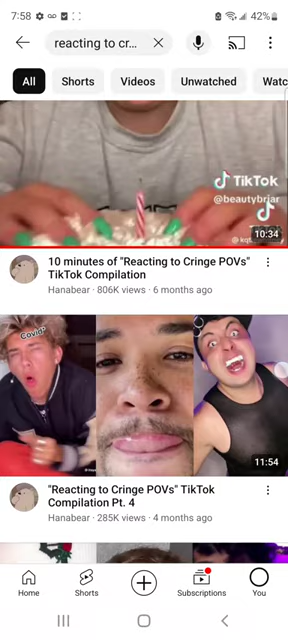 7:58
42%
reacting to cr...
All
Shorts
Videos
Unwatched
Watc
TikTok
@beautybriar
10:34
10 minutes of "Reacting to Cringe POVs"
TikTok Compilation
Hanabear · 806K views · 6 months ago
Covid?
11:54
"Reacting to Cringe POVs" TikTok
Compilation Pt. 4
Hanabear · 285K views · 4 months ago
Home
Shorts
Subscriptions
You